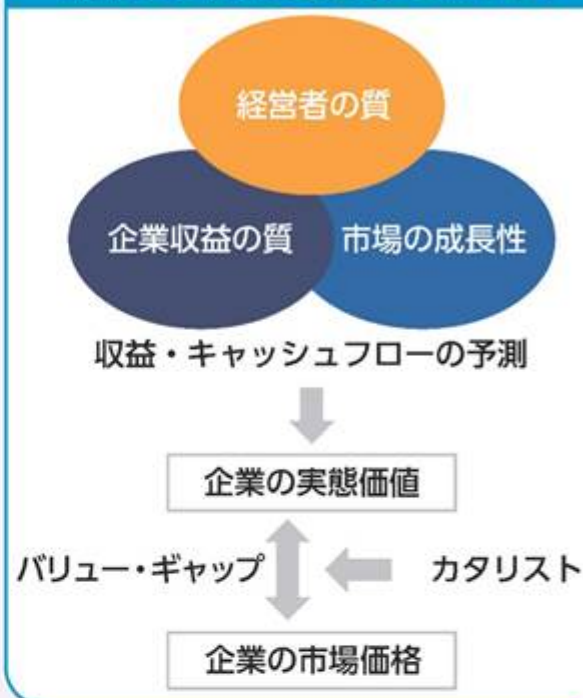 経営者の質
企業収益の質 市場の成長性
収益・キャッシュフローの予測
企業の実態価値
バリュー・ギャップ カタリスト
企業の市場価格